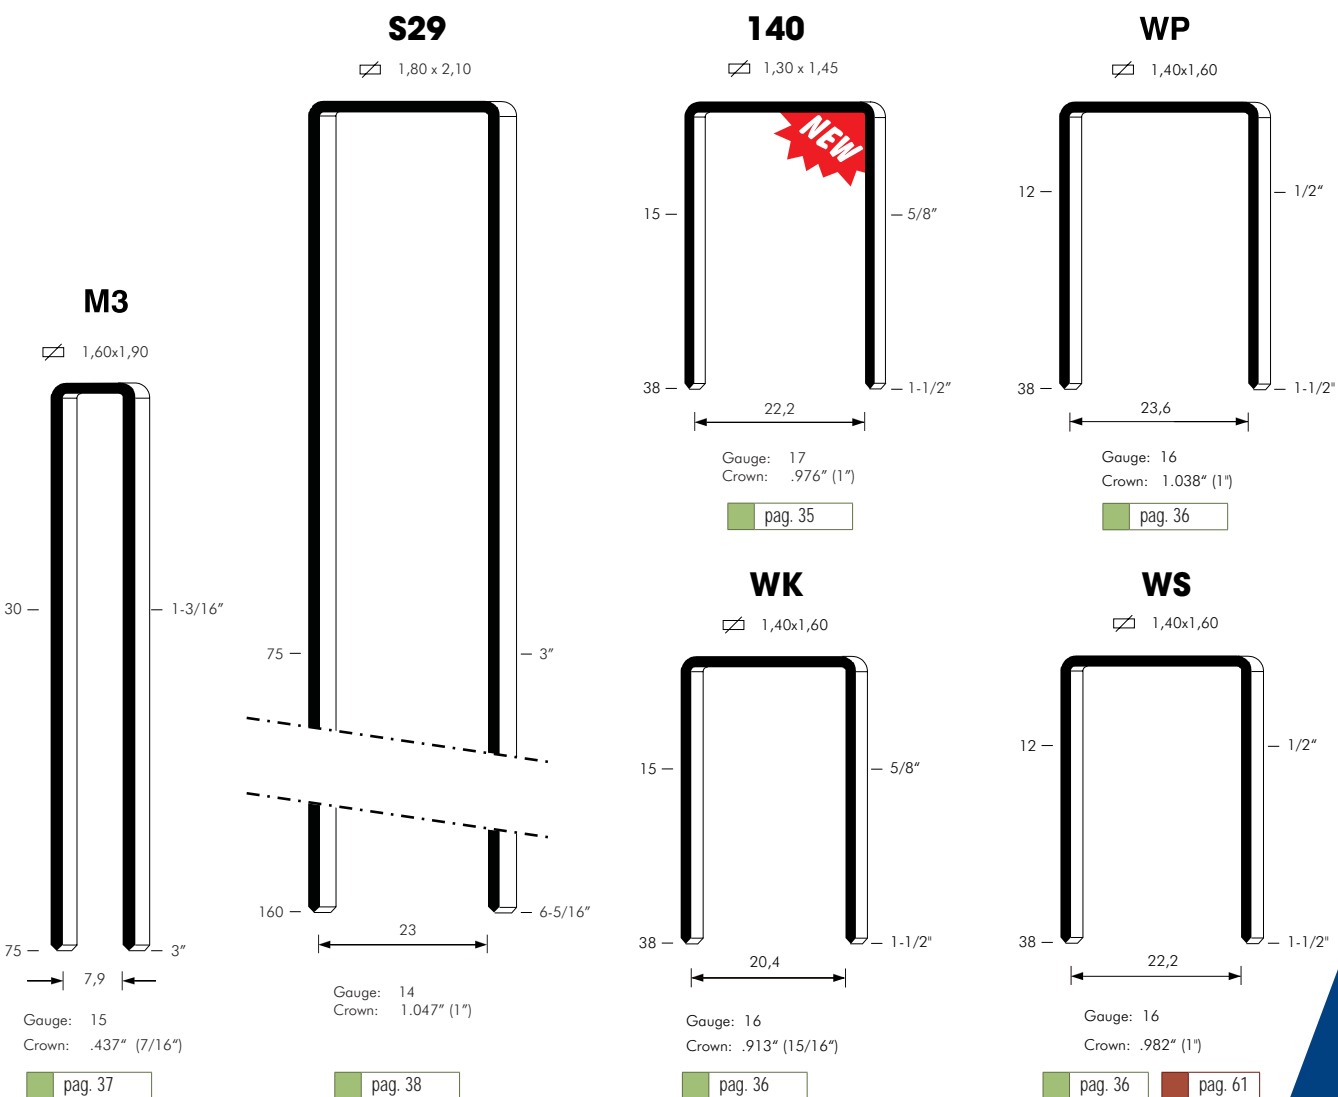 S29
1,80 x 2,10
75
3″
160
6-5/16″
23
Gauge: 14
Crown: 1.047″ (1″)
pag. 38
140
1,30 x 1,45
NEW
15
5/8″
38
1-1/2″
22,2
Gauge: 17
Crown: .976″ (1″)
pag. 35
WP
1,40x1,60
12
1/2“
38
1-1/2"
23,6
Gauge: 16
Crown: 1.038“ (1")
pag. 36
M3
1,60x1,90
30
1-3/16″
75
3″
7,9
Gauge: 15
Crown: .437“ (7/16“)
pag. 37
WK
1,40x1,60
15
5/8“
38
1-1/2"
20,4
Gauge: 16
Crown: .913“ (15/16“)
pag. 36
WS
1,40x1,60
12
1/2“
38
1-1/2"
22,2
Gauge: 16
Crown: .982“ (1")
pag. 36
pag. 61